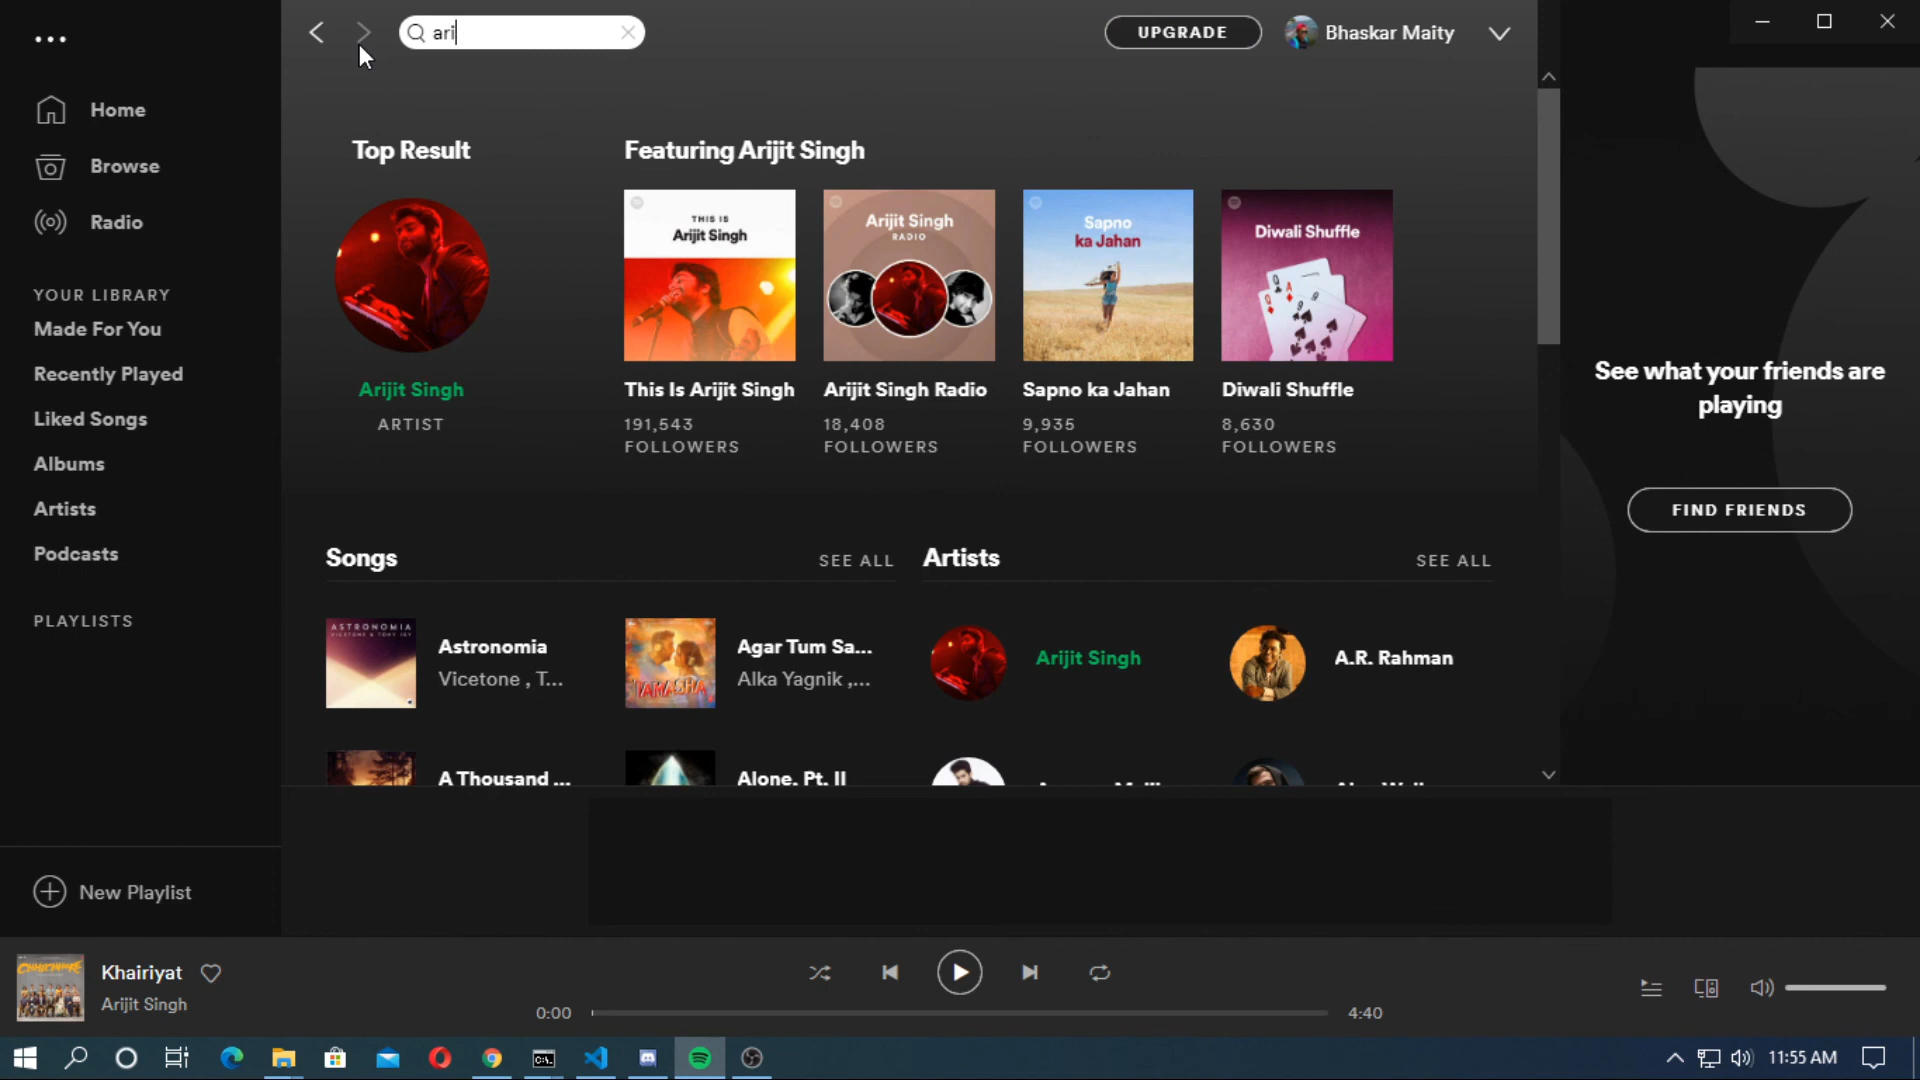 ari
UPGRADE
Bhaskar Maity
Home
Browse
Radio
YOUR LIBRARY
Made For You
Recently Played
Liked Songs
Albums
Artists
Podcasts
PLAYLISTS
New Playlist
Top Result
Arijit Singh
ARTIST
Featuring Arijit Singh
THIS IS
Arijit Singh
This Is Arijit Singh
191,543
FOLLOWERS
Arijit Singh
RADIO
Arijit Singh Radio
18,408
FOLLOWERS
Sapno
ka Jahan
Sapno ka Jahan
9,935
FOLLOWERS
Diwali Shuffle
Diwali Shuffle
8,630
FOLLOWERS
See what your friends are
playing
FIND FRIENDS
Songs
SEE ALL
ASTRONOMIA
VICETONE & TONY IGY
Astronomia
Vicetone , T...
TAMASHA
Agar Tum Sa...
Alka Yagnik ,...
A Thousand ...
Alone, Pt. II
Artists
SEE ALL
Arijit Singh
A.R. Rahman
CHHICHHORE
Khairiyat
Arijit Singh
0:00
4:40
11:55 AM